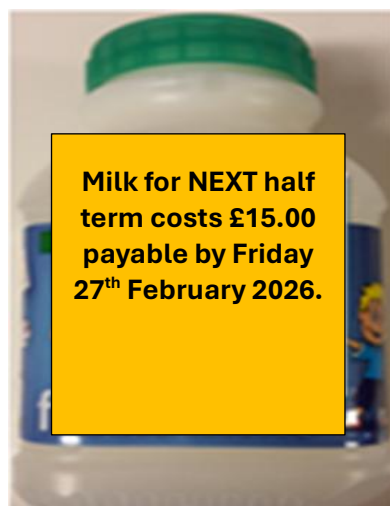 Milk for NEXT half
term costs £15.00
payable by Friday
27th February 2026.